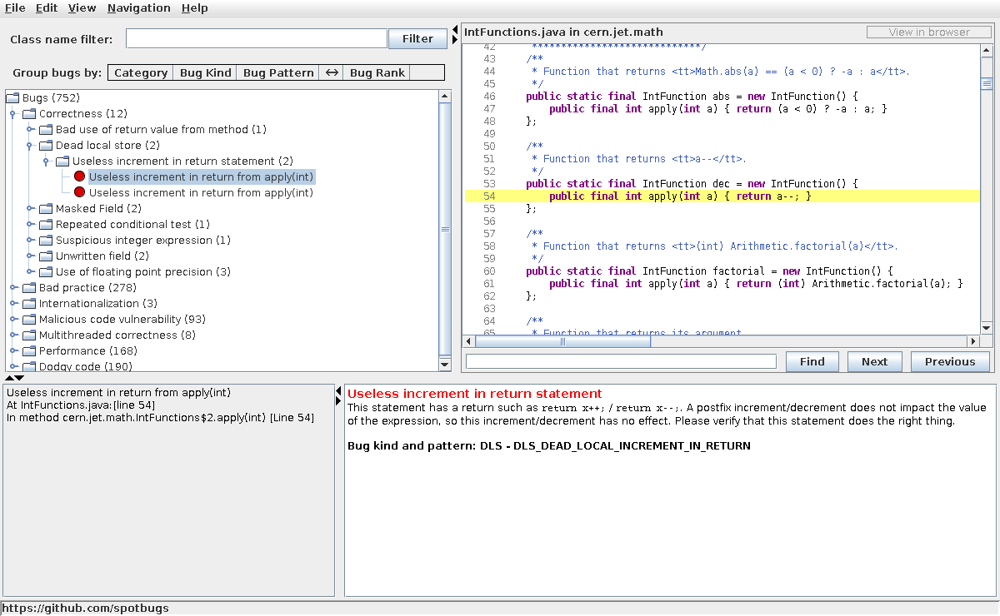 File Edit View Navigation Help
Class name filter: Filter
Group bugs by: Category Bug Kind Bug Pattern ↔ Bug Rank
Bugs (752)
Correctness (12)
Bad use of return value from method (1)
Dead local store (2)
Useless increment in return statement (2)
Useless increment in return from apply(int)
Useless increment in return from apply(int)
Masked Field (2)
Repeated conditional test (1)
Suspicious integer expression (1)
Unwritten field (2)
Use of floating point precision (3)
Bad practice (278)
Internationalization (3)
Malicious code vulnerability (93)
Multithreaded correctness (8)
Performance (168)
Dodgy code (190)
IntFunctions.java in cern.jet.math View in browser
42 *****************************/
43 /**
44 * Function that returns <tt>Math.abs(a) == (a < 0) ? -a : a</tt>.
45 */
46 public static final IntFunction abs = new IntFunction() {
47 public final int apply(int a) { return (a < 0) ? -a : a; }
48 };
49
50 /**
51 * Function that returns <tt>a--</tt>.
52 */
53 public static final IntFunction dec = new IntFunction() {
54 public final int apply(int a) { return a--; }
55 };
56
57 /**
58 * Function that returns <tt>(int) Arithmetic.factorial(a)</tt>.
59 */
60 public static final IntFunction factorial = new IntFunction() {
61 public final int apply(int a) { return (int) Arithmetic.factorial(a); }
62 };
63
64 /**
65 * Function that returns its argument
Find Next Previous
Useless increment in return from apply(int)
At IntFunctions.java:[line 54]
In method cern.jet.math.IntFunctions$2.apply(int) [Line 54]
Useless increment in return statement
This statement has a return such as return x++; / return x--;. A postfix increment/decrement does not impact the value
of the expression, so this increment/decrement has no effect. Please verify that this statement does the right thing.
Bug kind and pattern: DLS - DLS_DEAD_LOCAL_INCREMENT_IN_RETURN
https://github.com/spotbugs